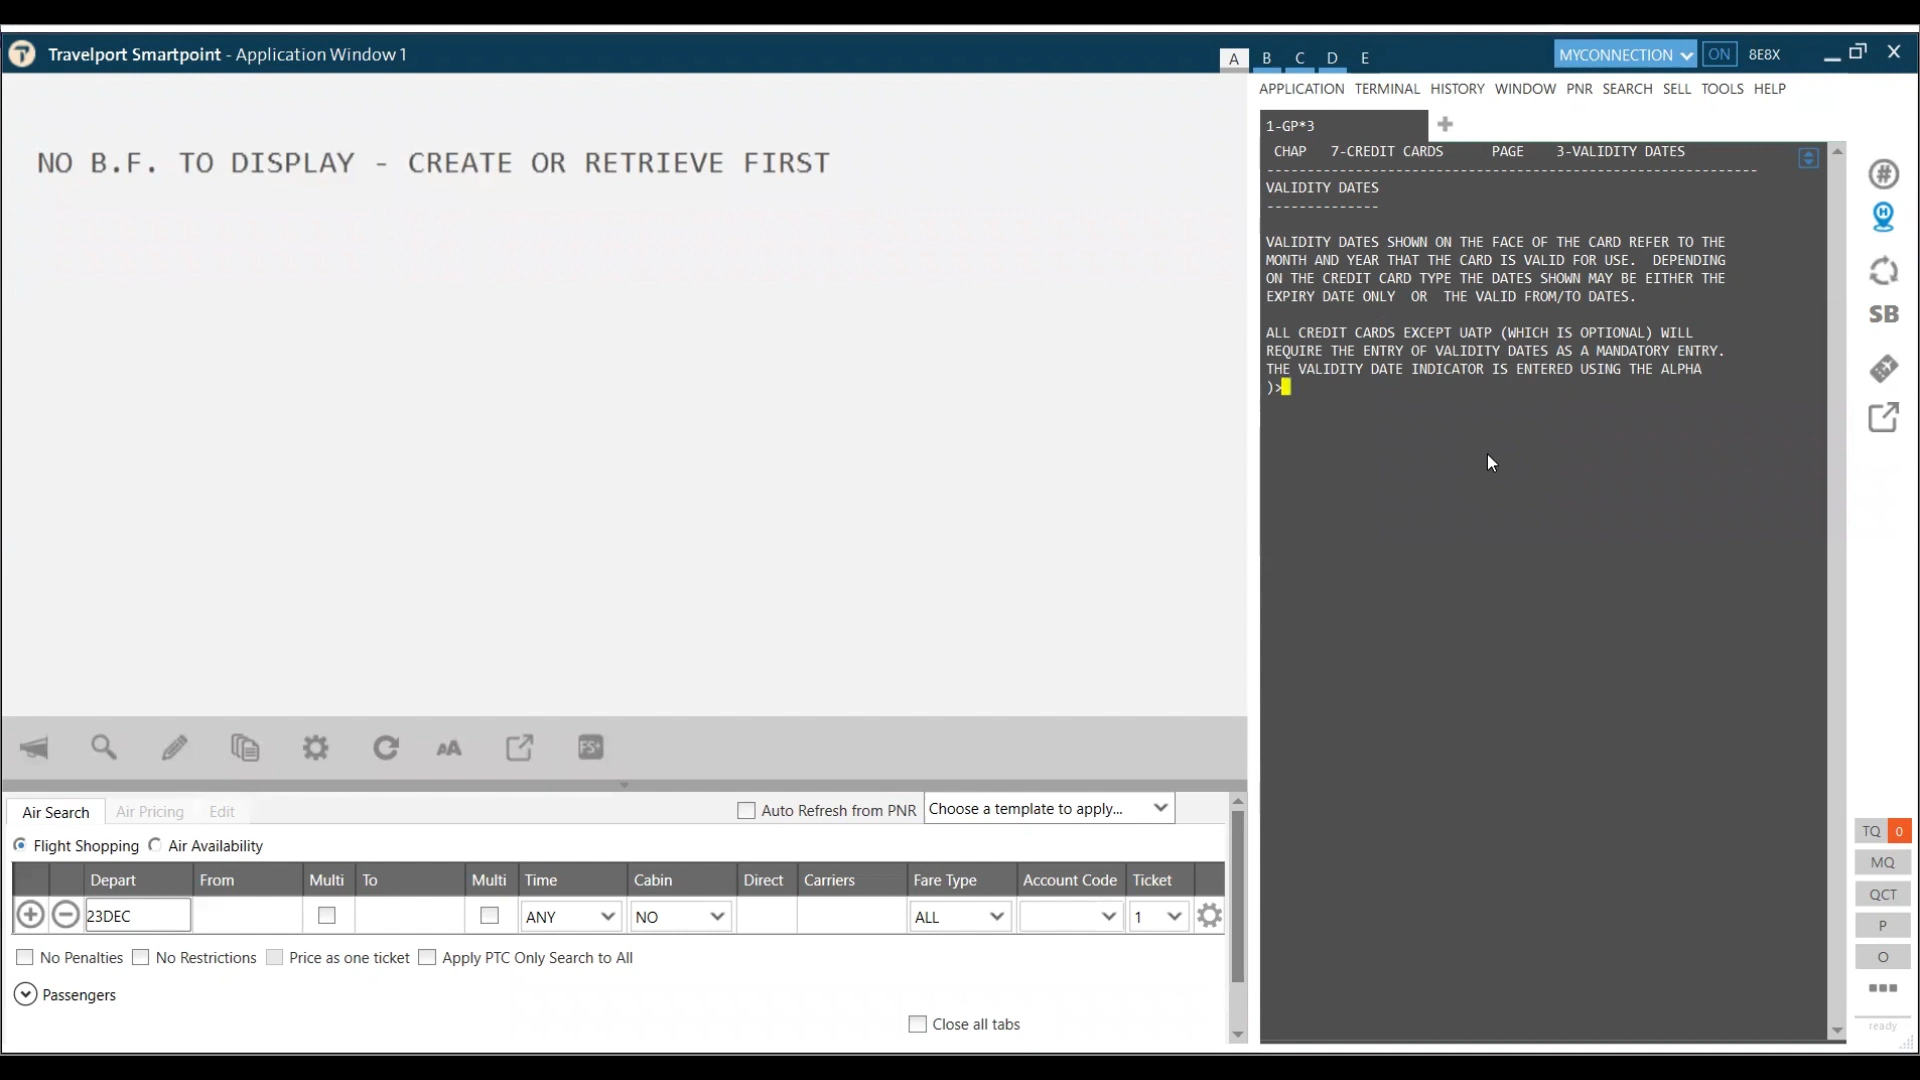 Travelport Smartpoint - Application Window 1
A B C D E
MYCONNECTION ON 8E8X
APPLICATION TERMINAL HISTORY WINDOW PNR SEARCH SELL TOOLS HELP
NO B.F. TO DISPLAY - CREATE OR RETRIEVE FIRST
1-GP*3
CHAP 7-CREDIT CARDS PAGE 3-VALIDITY DATES
-------------------------------------------------------------
VALIDITY DATES
--------------
VALIDITY DATES SHOWN ON THE FACE OF THE CARD REFER TO THE
MONTH AND YEAR THAT THE CARD IS VALID FOR USE. DEPENDING
ON THE CREDIT CARD TYPE THE DATES SHOWN MAY BE EITHER THE
EXPIRY DATE ONLY OR THE VALID FROM/TO DATES.
ALL CREDIT CARDS EXCEPT UATP (WHICH IS OPTIONAL) WILL
REQUIRE THE ENTRY OF VALIDITY DATES AS A MANDATORY ENTRY.
THE VALIDITY DATE INDICATOR IS ENTERED USING THE ALPHA
)>
SB
AA FS+
Air Search Air Pricing Edit
Auto Refresh from PNR Choose a template to apply...
Flight Shopping Air Availability
Depart From Multi To Multi Time Cabin Direct Carriers Fare Type Account Code Ticket
23DEC ANY NO ALL 1
No Penalties No Restrictions Price as one ticket Apply PTC Only Search to All
Passengers
Close all tabs
TQ 0
MQ
QCT
P
O
ready